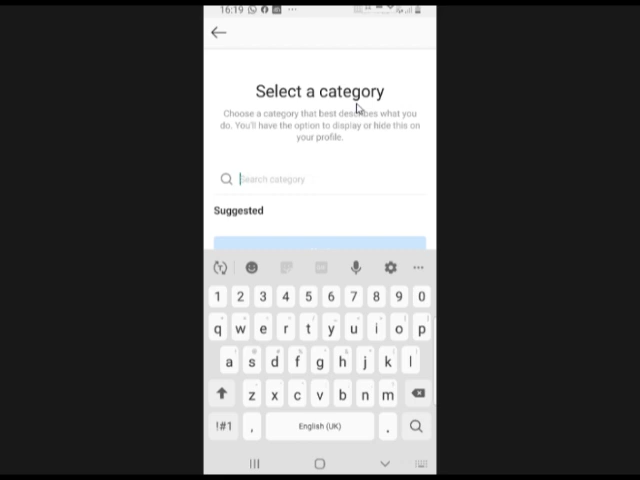 16:19
Select a category
Choose a category that best describes what you
do. You'll have the option to display or hide this on
your profile.
Search category
Suggested
1 2 3 4 5 6 7 8 9 0
q w e r t y u i o p
a s d f g h j k l
z x c v b n m
!#1 , English (UK) .